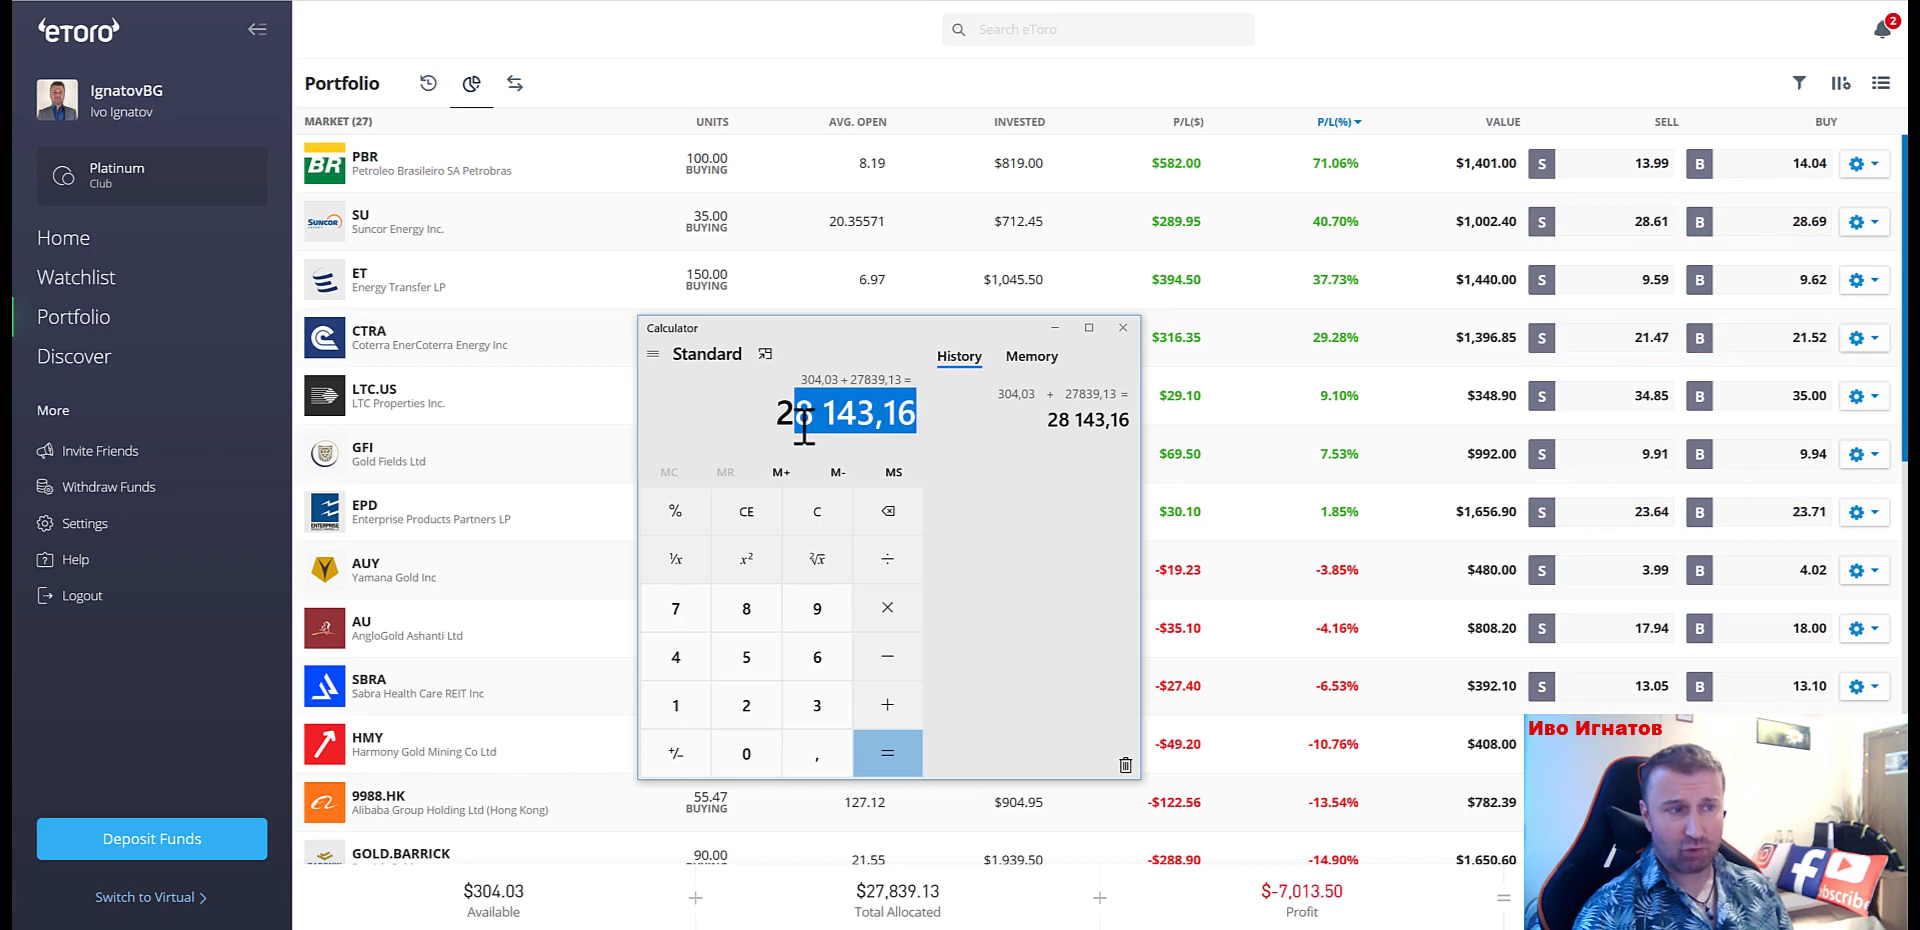 eToro
IgnatovBG
Ivo Ignatov
Platinum
Club
Home
Watchlist
Portfolio
Discover
More
Invite Friends
Withdraw Funds
Settings
Help
Logout
Deposit Funds
Switch to Virtual
Search eToro
2
Portfolio
MARKET (27) UNITS AVG. OPEN INVESTED P/L($) P/L(%) VALUE SELL BUY
PBR 100.00 8.19 $819.00 $582.00 71.06% $1,401.00 S 13.99 B 14.04
Petroleo Brasileiro SA Petrobras BUYING
SU 35.00 20.35571 $712.45 $289.95 40.70% $1,002.40 S 28.61 B 28.69
Suncor Energy Inc. BUYING
ET 150.00 6.97 $1,045.50 $394.50 37.73% $1,440.00 S 9.59 B 9.62
Energy Transfer LP BUYING
CTRA $316.35 29.28% $1,396.85 S 21.47 B 21.52
Coterra EnerCoterra Energy Inc
LTC.US $29.10 9.10% $348.90 S 34.85 B 35.00
LTC Properties Inc.
GFI $69.50 7.53% $992.00 S 9.91 B 9.94
Gold Fields Ltd
EPD $30.10 1.85% $1,656.90 S 23.64 B 23.71
Enterprise Products Partners LP
AUY -$19.23 -3.85% $480.00 S 3.99 B 4.02
Yamana Gold Inc
AU -$35.10 -4.16% $808.20 S 17.94 B 18.00
AngloGold Ashanti Ltd
SBRA -$27.40 -6.53% $392.10 S 13.05 B 13.10
Sabra Health Care REIT Inc
HMY -$49.20 -10.76% $408.00
Harmony Gold Mining Co Ltd
9988.HK 55.47 127.12 $904.95 -$122.56 -13.54% $782.39
Alibaba Group Holding Ltd (Hong Kong) BUYING
GOLD.BARRICK 90.00 21.55 $1,939.50 -$288.90 -14.90% $1,650.60
$304.03 + $27,839.13 + $-7,013.50 =
Available Total Allocated Profit
Calculator
Standard History Memory
304,03 + 27839,13 =
28 143,16
304,03 + 27839,13 =
28 143,16
MC MR M+ M- MS
% CE C
¹/x x² ²√x ÷
7 8 9 ×
4 5 6 −
1 2 3 +
+/− 0 , =
Иво Игнатов